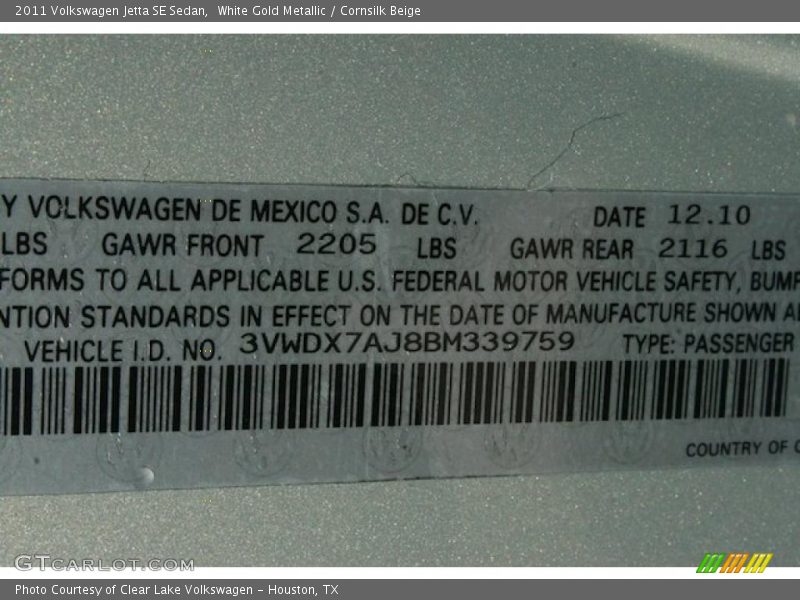 2011 Volkswagen Jetta SE Sedan, White Gold Metallic / Cornsilk Beige
Y VOLKSWAGEN DE MEXICO S.A. DE C.V. DATE 12.10
LBS GAWR FRONT 2205 LBS GAWR REAR 2116 LBS
FORMS TO ALL APPLICABLE U.S. FEDERAL MOTOR VEHICLE SAFETY, BUMP
NTION STANDARDS IN EFFECT ON THE DATE OF MANUFACTURE SHOWN A
VEHICLE I.D. NO. 3VWDX7AJ8BM339759 TYPE: PASSENGER
COUNTRY OF
GTCARLOT.COM
Photo Courtesy of Clear Lake Volkswagen - Houston, TX